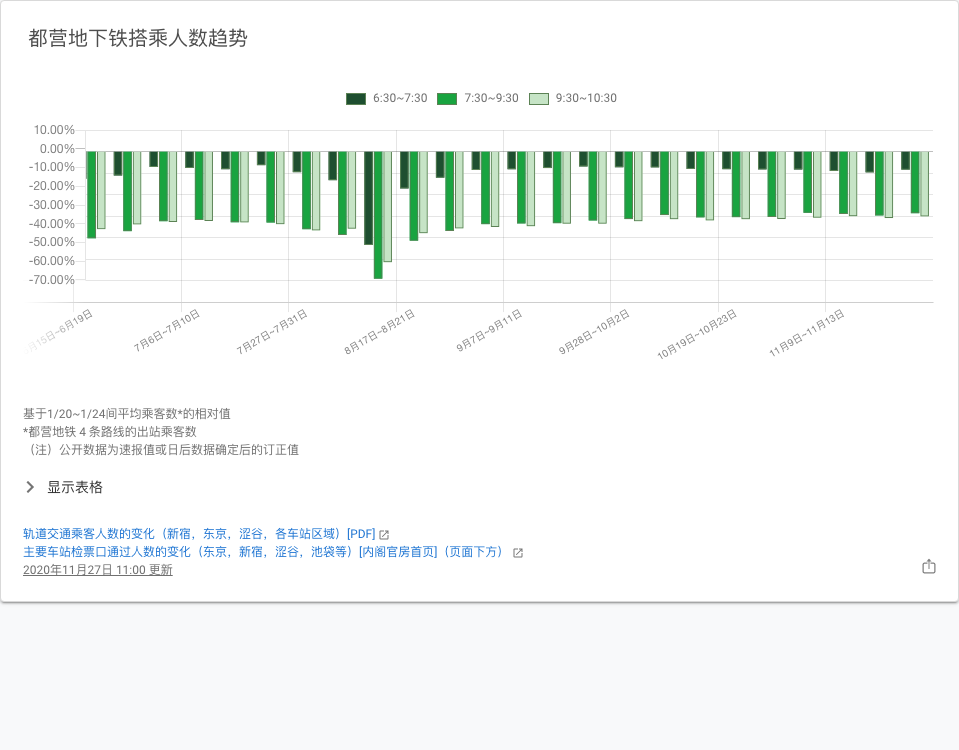 都营地下铁搭乘人数趋势
6:30~7:30 7:30~9:30 9:30~10:30
10.00%
0.00%
-10.00%
-20.00%
-30.00%
-40.00%
-50.00%
-60.00%
-70.00%
月15日~6月19日 7月6日~7月10日 7月27日~7月31日 8月17日~8月21日 9月7日~9月11日 9月28日~10月2日 10月19日~10月23日 11月9日~11月13日
基于1/20~1/24间平均乘客数*的相对值
*都营地铁 4 条路线的出站乘客数
（注）公开数据为速报值或日后数据确定后的订正值
显示表格
轨道交通乘客人数的变化（新宿，东京，涩谷，各车站区域）[PDF]
主要车站检票口通过人数的变化（东京，新宿，涩谷，池袋等）[内阁官房首页]（页面下方）
2020年11月27日 11:00 更新